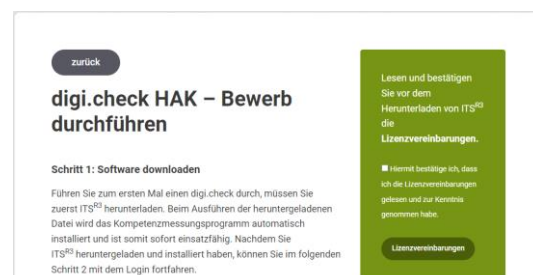 zurück
digi.check HAK – Bewerb
durchführen
Schritt 1: Software downloaden
Führen Sie zum ersten Mal einen digi.check durch, müssen Sie
zuerst ITSR3 herunterladen. Beim Ausführen der heruntergeladenen
Datei wird das Kompetenzmessungsprogramm automatisch
installiert und ist somit sofort einsatzfähig. Nachdem Sie
ITSR3 heruntergeladen und installiert haben, können Sie im folgenden
Schritt 2 mit dem Login fortfahren.
Lesen und bestätigen
Sie vor dem
Herunterladen von ITSR3
die
Lizenzvereinbarungen.
Hiermit bestätige ich, dass
ich die Lizenzvereinbarungen
gelesen und zur Kenntnis
genommen habe.
Lizenzvereinbarungen